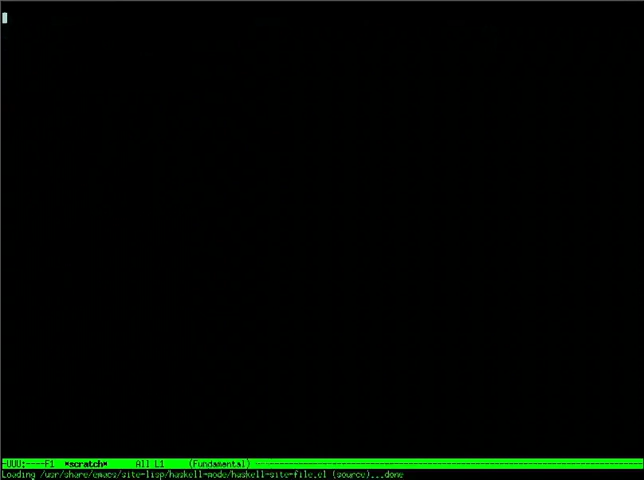 -UUU:----F1  *scratch*      All L1     (Fundamental)
Loading /usr/share/emacs/site-lisp/haskell-mode/haskell-site-file.el (source)...done